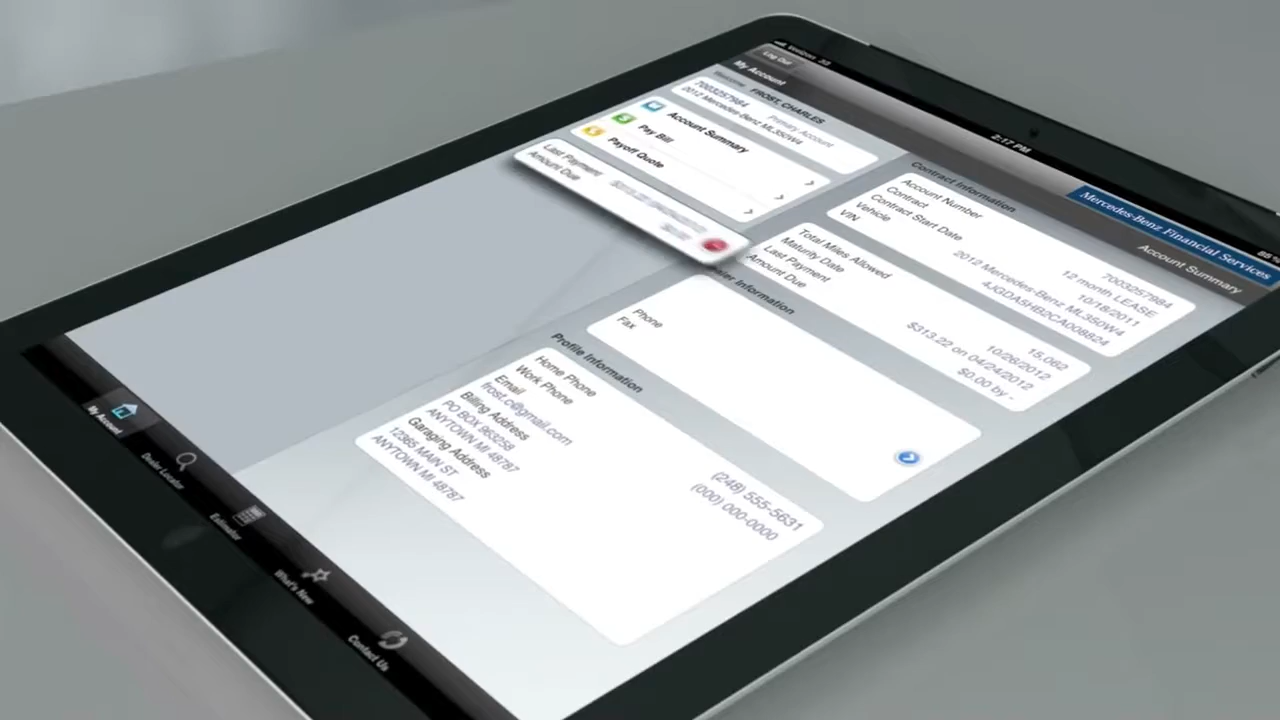 Verizon 3G
2:17 PM
Log Out
My Account
Mercedes-Benz Financial Services
Account Summary
Welcome FROST, CHARLES
7003257984
Primary Account
2012 Mercedes-Benz ML350W4
Account Summary
Pay Bill
Payoff Quote
Last Payment
Amount Due
Contract Information
Account Number 7003257984
Contract 12 month LEASE
Contract Start Date 10/18/2011
Vehicle 2012 Mercedes-Benz ML350W4
VIN 4JGDA5HB2CA008824
Total Miles Allowed 15,062
Maturity Date 10/26/2012
Last Payment $313.22 on 04/24/2012
Amount Due $0.00 by -
Information
Phone
Fax
Profile Information
Home Phone (248) 555-5631
Work Phone (000) 000-0000
Email
frost.c@gmail.com
Billing Address
PO BOX 963258
ANYTOWN MI 48787
Garaging Address
12365 MAIN ST
ANYTOWN MI 48787
My Account
Dealer Locator
Estimator
What's New
Contact Us